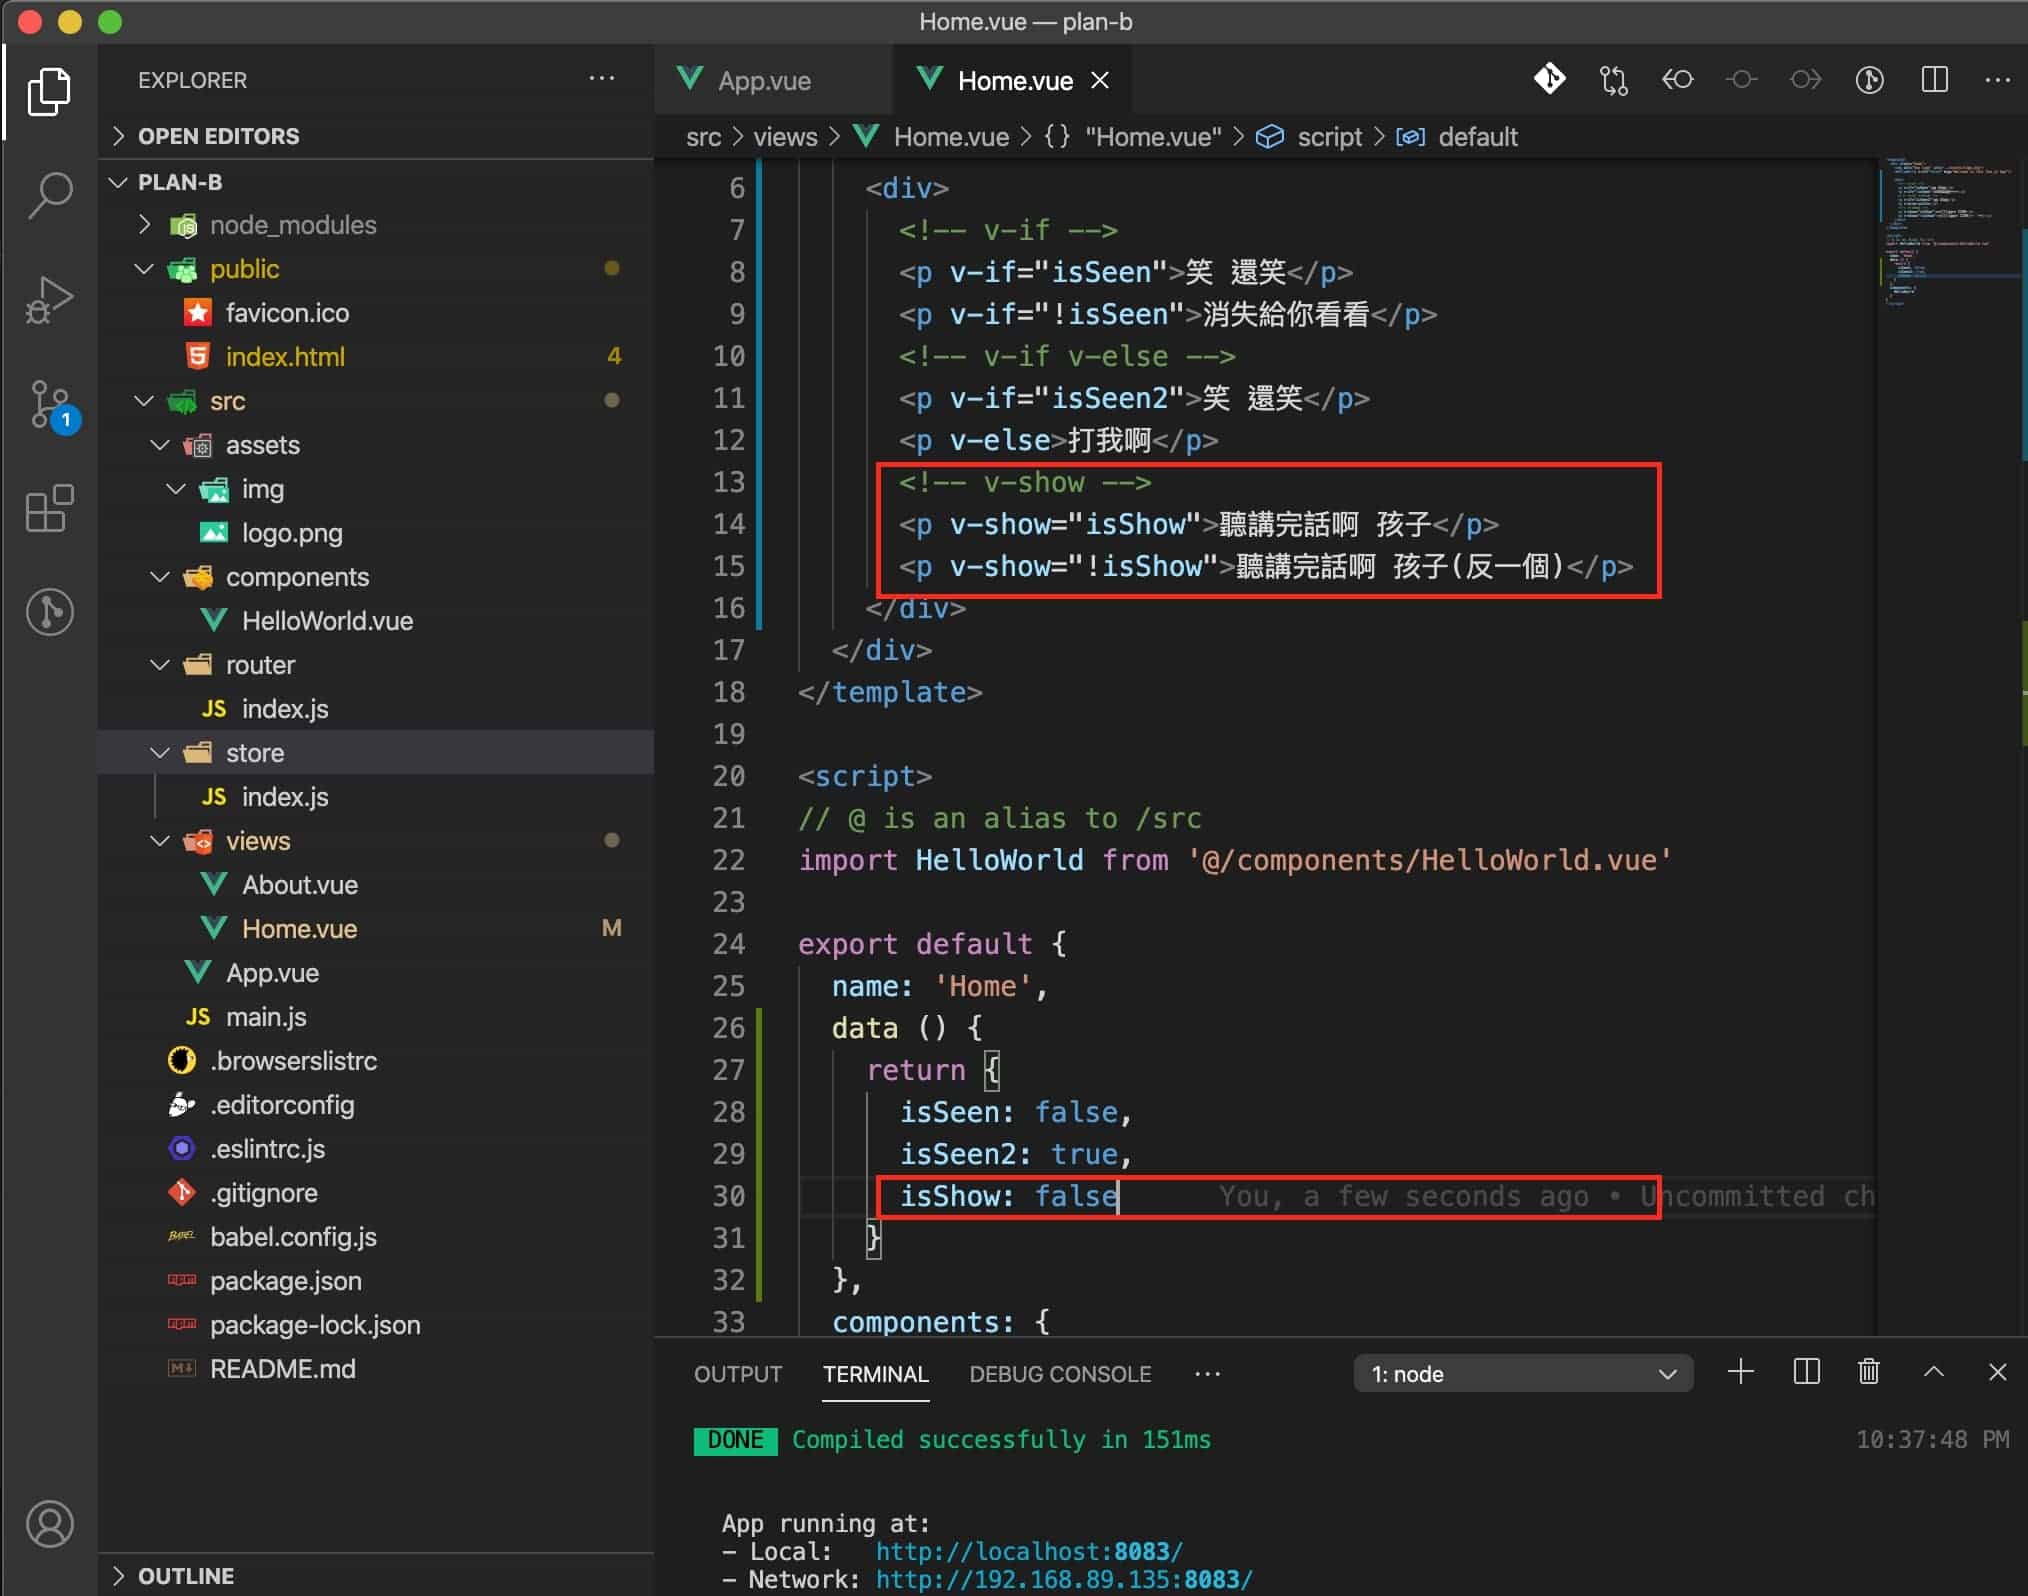 Home.vue — plan-b
EXPLORER
App.vue
Home.vue
OPEN EDITORS
src > views > Home.vue > {} "Home.vue" > script > default
PLAN-B
node_modules
public
favicon.ico
index.html 4
src
assets
img
logo.png
components
HelloWorld.vue
router
JS index.js
store
JS index.js
views
About.vue
Home.vue M
App.vue
JS main.js
.browserslistrc
.editorconfig
.eslintrc.js
.gitignore
BABEL babel.config.js
package.json
package-lock.json
README.md
OUTLINE
1
6 <div>
7 <!-- v-if -->
8 <p v-if="isSeen">笑 還笑</p>
9 <p v-if="!isSeen">消失給你看看</p>
10 <!-- v-if v-else -->
11 <p v-if="isSeen2">笑 還笑</p>
12 <p v-else>打我啊</p>
13 <!-- v-show -->
14 <p v-show="isShow">聽講完話啊 孩子</p>
15 <p v-show="!isShow">聽講完話啊 孩子(反一個)</p>
16 </div>
17 </div>
18 </template>
19
20 <script>
21 // @ is an alias to /src
22 import HelloWorld from '@/components/HelloWorld.vue'
23
24 export default {
25 name: 'Home',
26 data () {
27 return {
28 isSeen: false,
29 isSeen2: true,
30 isShow: false You, a few seconds ago • Uncommitted ch
31 }
32 },
33 components: {
OUTPUT TERMINAL DEBUG CONSOLE 1: node
DONE Compiled successfully in 151ms 10:37:48 PM
App running at:
- Local: http://localhost:8083/
- Network: http://192.168.89.135:8083/